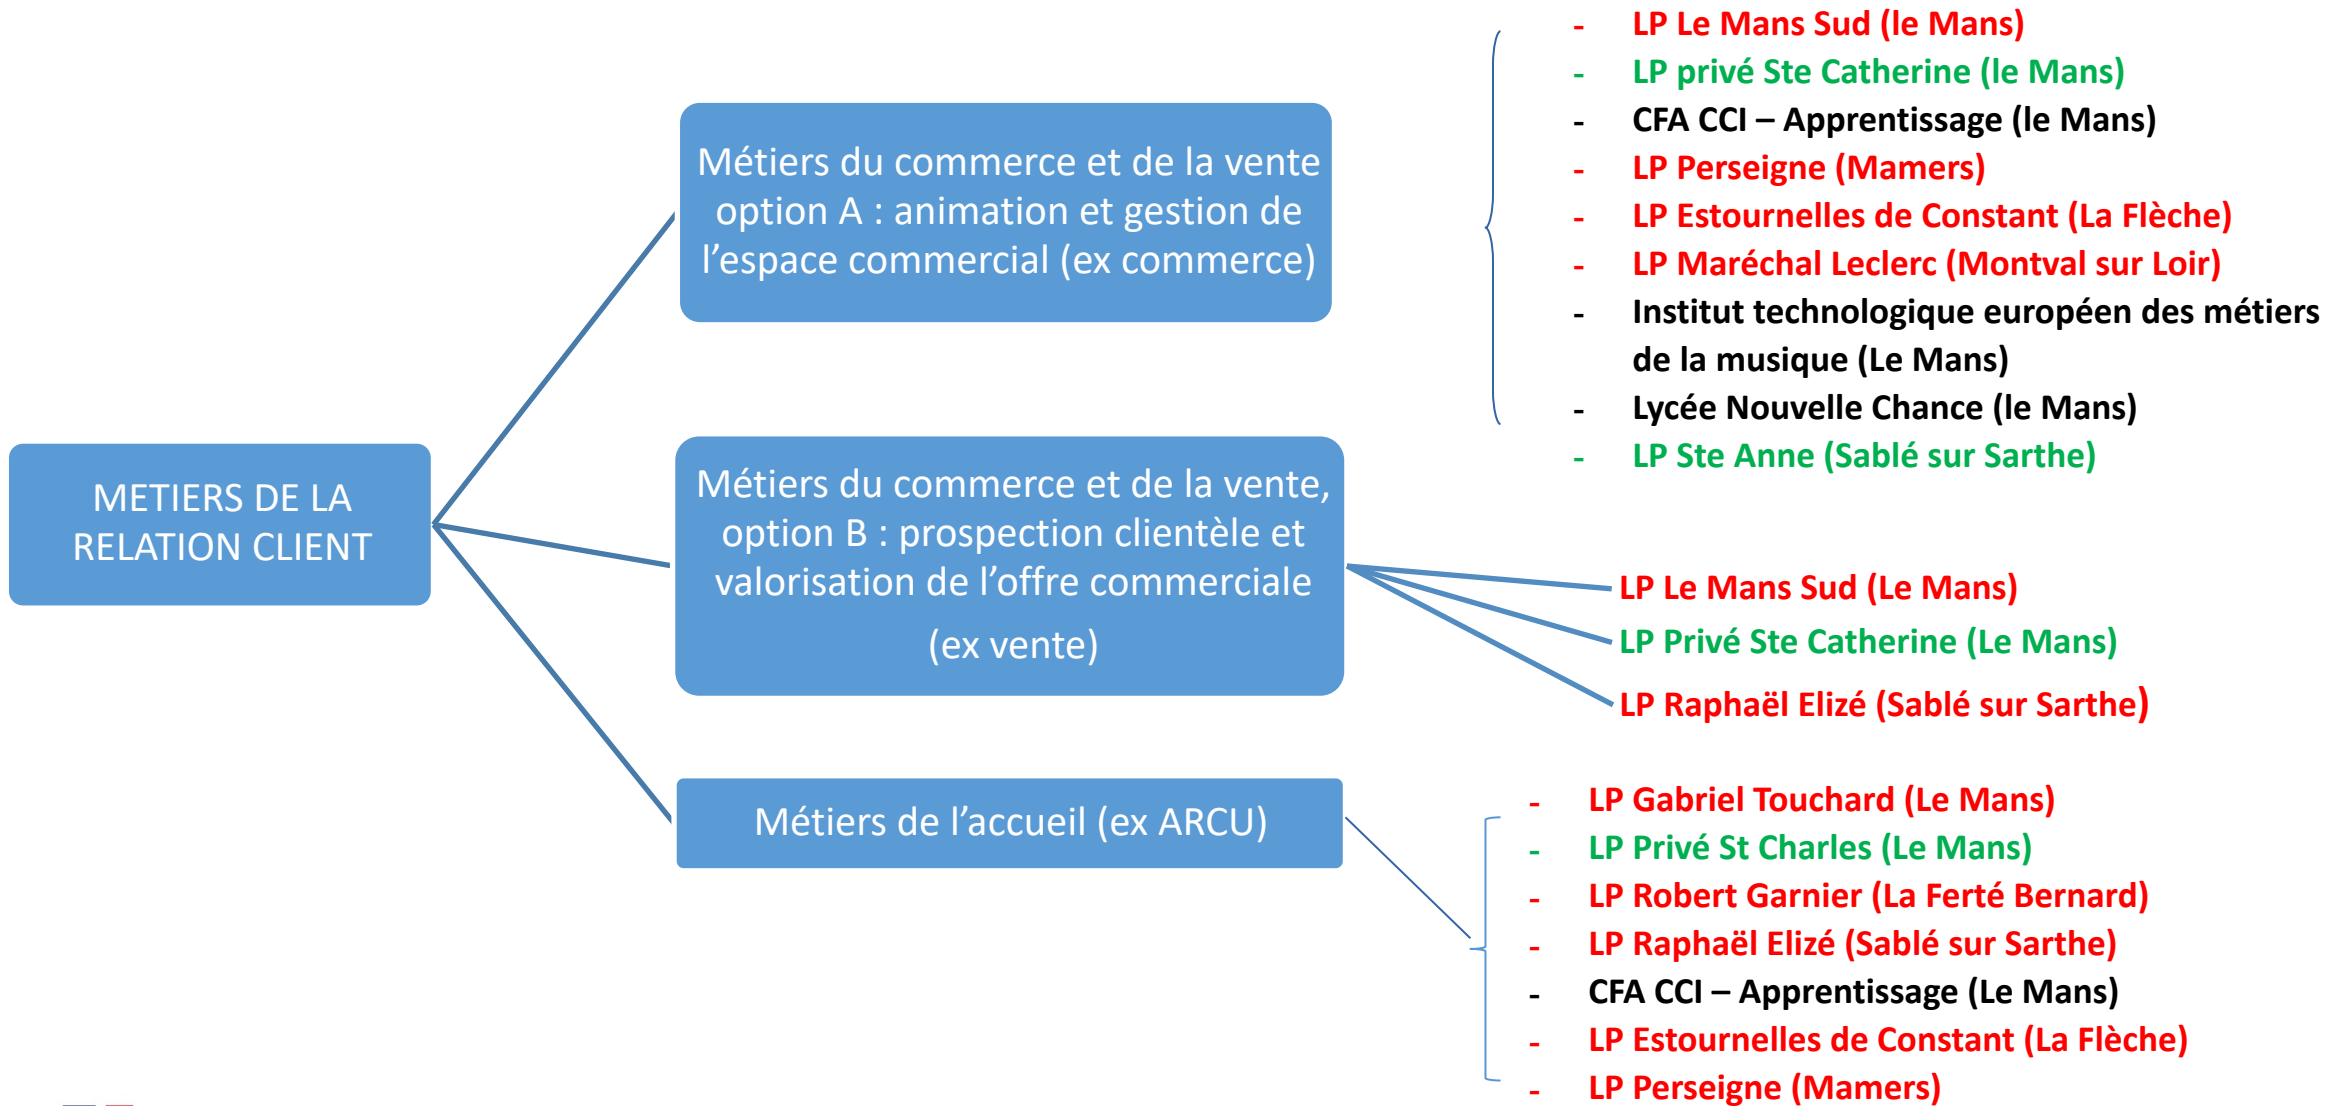 METIERS DE LA
RELATION CLIENT
Métiers du commerce et de la vente
option A : animation et gestion de
l’espace commercial (ex commerce)
- LP Le Mans Sud (le Mans)
- LP privé Ste Catherine (le Mans)
- CFA CCI – Apprentissage (le Mans)
- LP Perseigne (Mamers)
- LP Estournelles de Constant (La Flèche)
- LP Maréchal Leclerc (Montval sur Loir)
- Institut technologique européen des métiers
de la musique (Le Mans)
- Lycée Nouvelle Chance (le Mans)
- LP Ste Anne (Sablé sur Sarthe)
Métiers du commerce et de la vente,
option B : prospection clientèle et
valorisation de l’offre commerciale
(ex vente)
LP Le Mans Sud (Le Mans)
LP Privé Ste Catherine (Le Mans)
LP Raphaël Elizé (Sablé sur Sarthe)
Métiers de l’accueil (ex ARCU)
- LP Gabriel Touchard (Le Mans)
- LP Privé St Charles (Le Mans)
- LP Robert Garnier (La Ferté Bernard)
- LP Raphaël Elizé (Sablé sur Sarthe)
- CFA CCI – Apprentissage (Le Mans)
- LP Estournelles de Constant (La Flèche)
- LP Perseigne (Mamers)